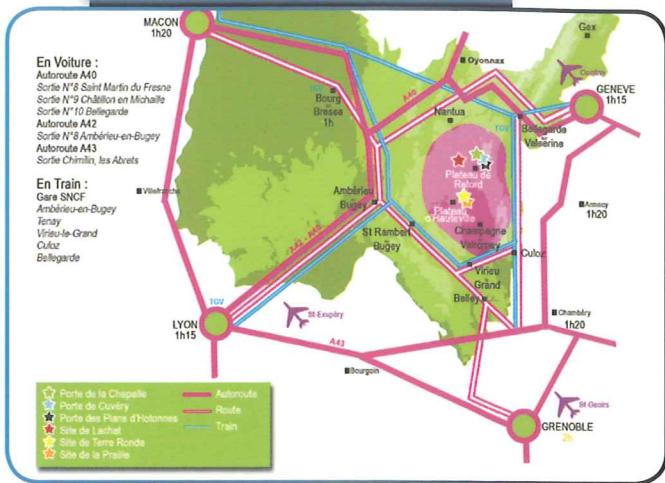 MACON
1h20
En Voiture :
Autoroute A40
Sortie N°8 Saint Martin du Fresne
Sortie N°9 Châtillon en Michaille
Sortie N°10 Bellegarde
Autoroute A42
Sortie N°8 Ambérieu-en-Bugey
Autoroute A43
Sortie Chimilin, les Abrets
En Train :
Gare SNCF
Ambérieu-en-Bugey
Tenay
Virieu-le-Grand
Culoz
Bellegarde
Gex
Oyonnax
Cointrin
GENEVE
1h15
TGV
Bourg
Bresse
1h
A40
Nantua
TGV
Bellegarde
Valserine
Villefranche
Ambérieu
Bugey
Plateau de
Retord
Plateau
d'Hauteville
Annecy
1h20
St Rambert
Bugey
Champagne
Valromey
Culoz
A42 - A40
Virieu
Grand
Belley
TGV
LYON
1h15
St-Exupéry
Chambéry
1h20
A43
Bourgoin
St-Geoirs
GRENOBLE
2h
Porte de la Chapelle
Porte de Cuvéry
Porte des Plans d'Hotonnes
Site de Lachat
Site de Terre Ronde
Site de la Praille
Autoroute
Route
Train